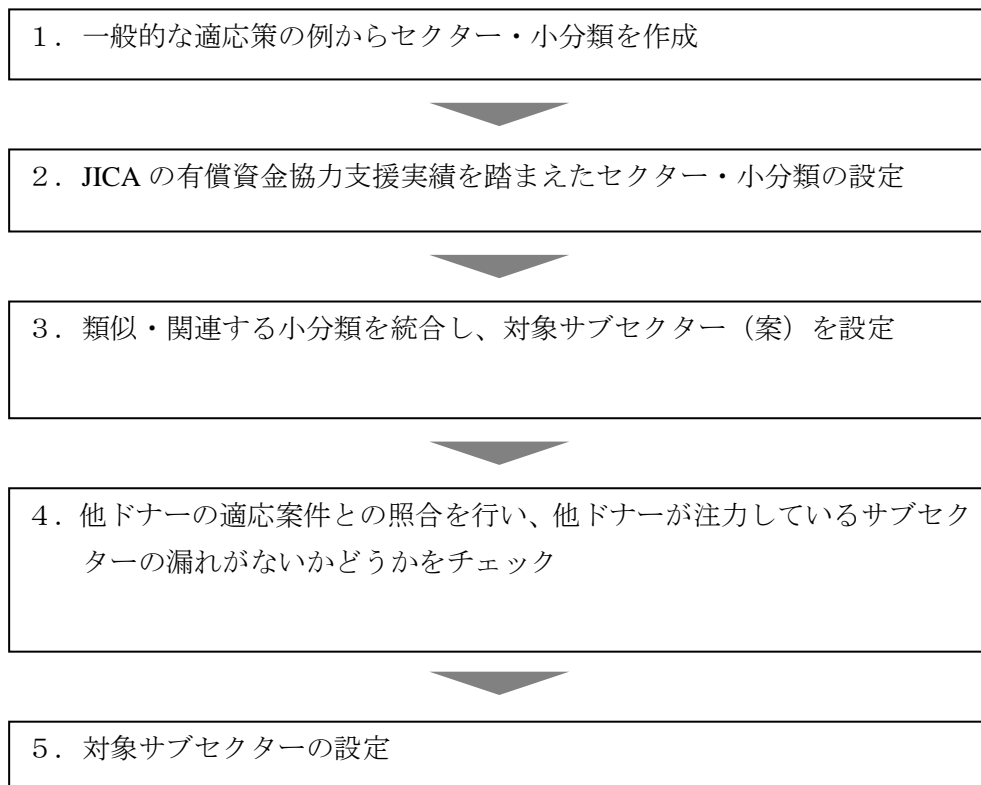 １．一般的な適応策の例からセクター・小分類を作成
２．JICA の有償資金協力支援実績を踏まえたセクター・小分類の設定
３．類似・関連する小分類を統合し、対象サブセクター（案）を設定
４．他ドナーの適応案件との照合を行い、他ドナーが注力しているサブセク
ターの漏れがないかどうかをチェック
５．対象サブセクターの設定